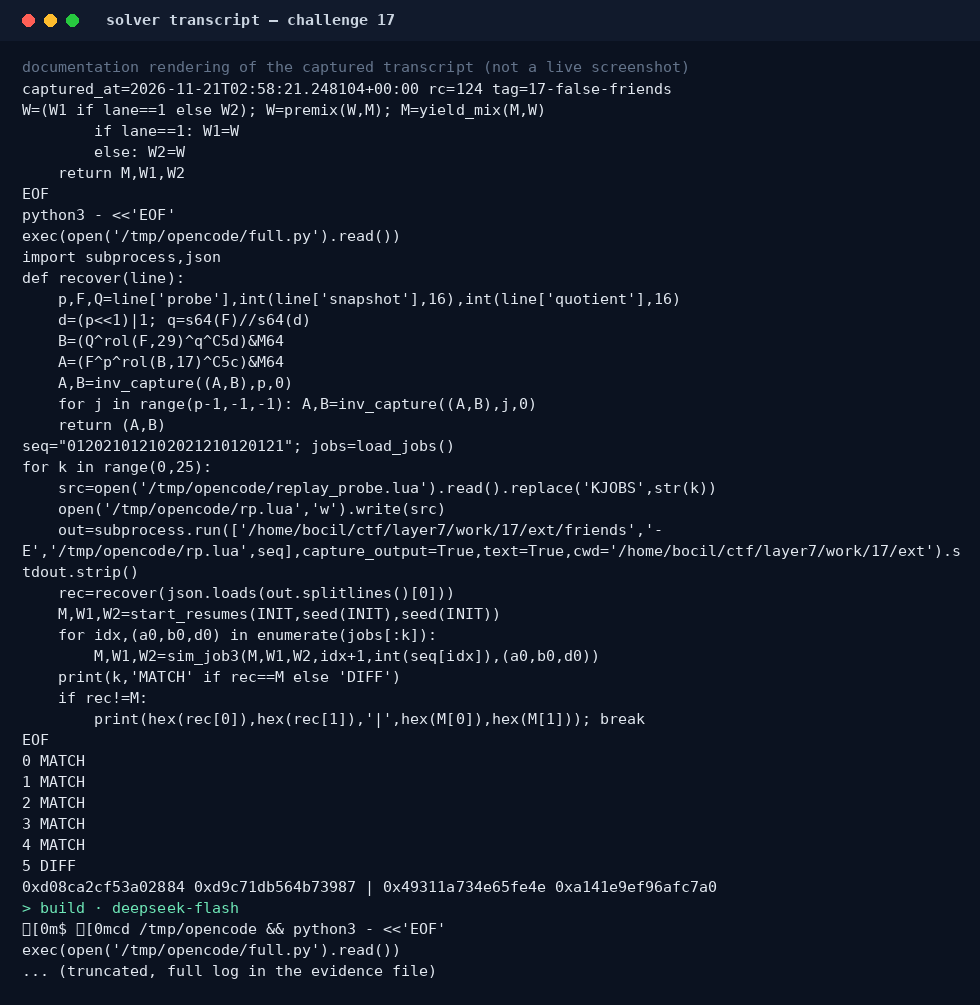 solver transcript — challenge 17
documentation rendering of the captured transcript (not a live screenshot)
captured_at=2026-11-21T02:58:21.248104+00:00 rc=124 tag=17-false-friends
W=(W1 if lane==1 else W2); W=premix(W,M); M=yield_mix(M,W)
        if lane==1: W1=W
        else: W2=W
    return M,W1,W2
EOF
python3 - <<'EOF'
exec(open('/tmp/opencode/full.py').read())
import subprocess,json
def recover(line):
    p,F,Q=line['probe'],int(line['snapshot'],16),int(line['quotient'],16)
    d=(p<<1)|1; q=s64(F)//s64(d)
    B=(Q^rol(F,29)^q^C5d)&M64
    A=(F^p^rol(B,17)^C5c)&M64
    A,B=inv_capture((A,B),p,0)
    for j in range(p-1,-1,-1): A,B=inv_capture((A,B),j,0)
    return (A,B)
seq="012021012102021210120121"; jobs=load_jobs()
for k in range(0,25):
    src=open('/tmp/opencode/replay_probe.lua').read().replace('KJOBS',str(k))
    open('/tmp/opencode/rp.lua','w').write(src)
    out=subprocess.run(['/home/bocil/ctf/layer7/work/17/ext/friends','-
E','/tmp/opencode/rp.lua',seq],capture_output=True,text=True,cwd='/home/bocil/ctf/layer7/work/17/ext').s
tdout.strip()
    rec=recover(json.loads(out.splitlines()[0]))
    M,W1,W2=start_resumes(INIT,seed(INIT),seed(INIT))
    for idx,(a0,b0,d0) in enumerate(jobs[:k]):
        M,W1,W2=sim_job3(M,W1,W2,idx+1,int(seq[idx]),(a0,b0,d0))
    print(k,'MATCH' if rec==M else 'DIFF')
    if rec!=M:
        print(hex(rec[0]),hex(rec[1]),'|',hex(M[0]),hex(M[1])); break
EOF
0 MATCH
1 MATCH
2 MATCH
3 MATCH
4 MATCH
5 DIFF
0xd08ca2cf53a02884 0xd9c71db564b73987 | 0x49311a734e65fe4e 0xa141e9ef96afc7a0
> build · deepseek-flash
[0m$ [0mcd /tmp/opencode && python3 - <<'EOF'
exec(open('/tmp/opencode/full.py').read())
... (truncated, full log in the evidence file)